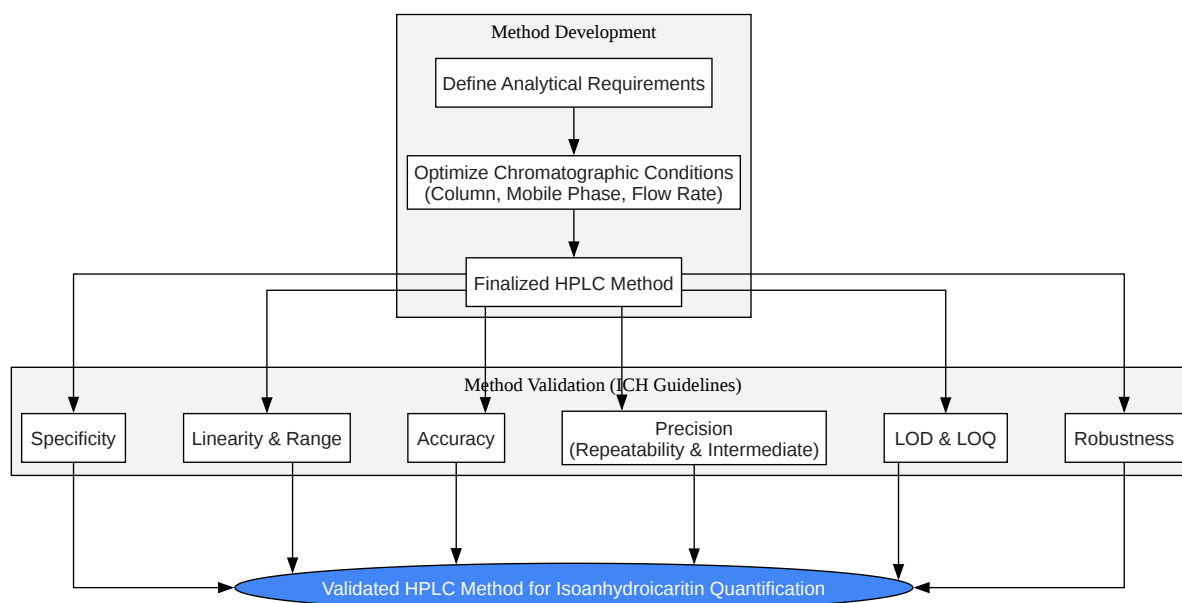 Method Development
Define Analytical Requirements
Optimize Chromatographic Conditions
(Column, Mobile Phase, Flow Rate)
Finalized HPLC Method
Method Validation (ICH Guidelines)
Specificity
Linearity & Range
Accuracy
Precision
(Repeatability & Intermediate)
LOD & LOQ
Robustness
Validated HPLC Method for Isoanhydroicaritin Quantification